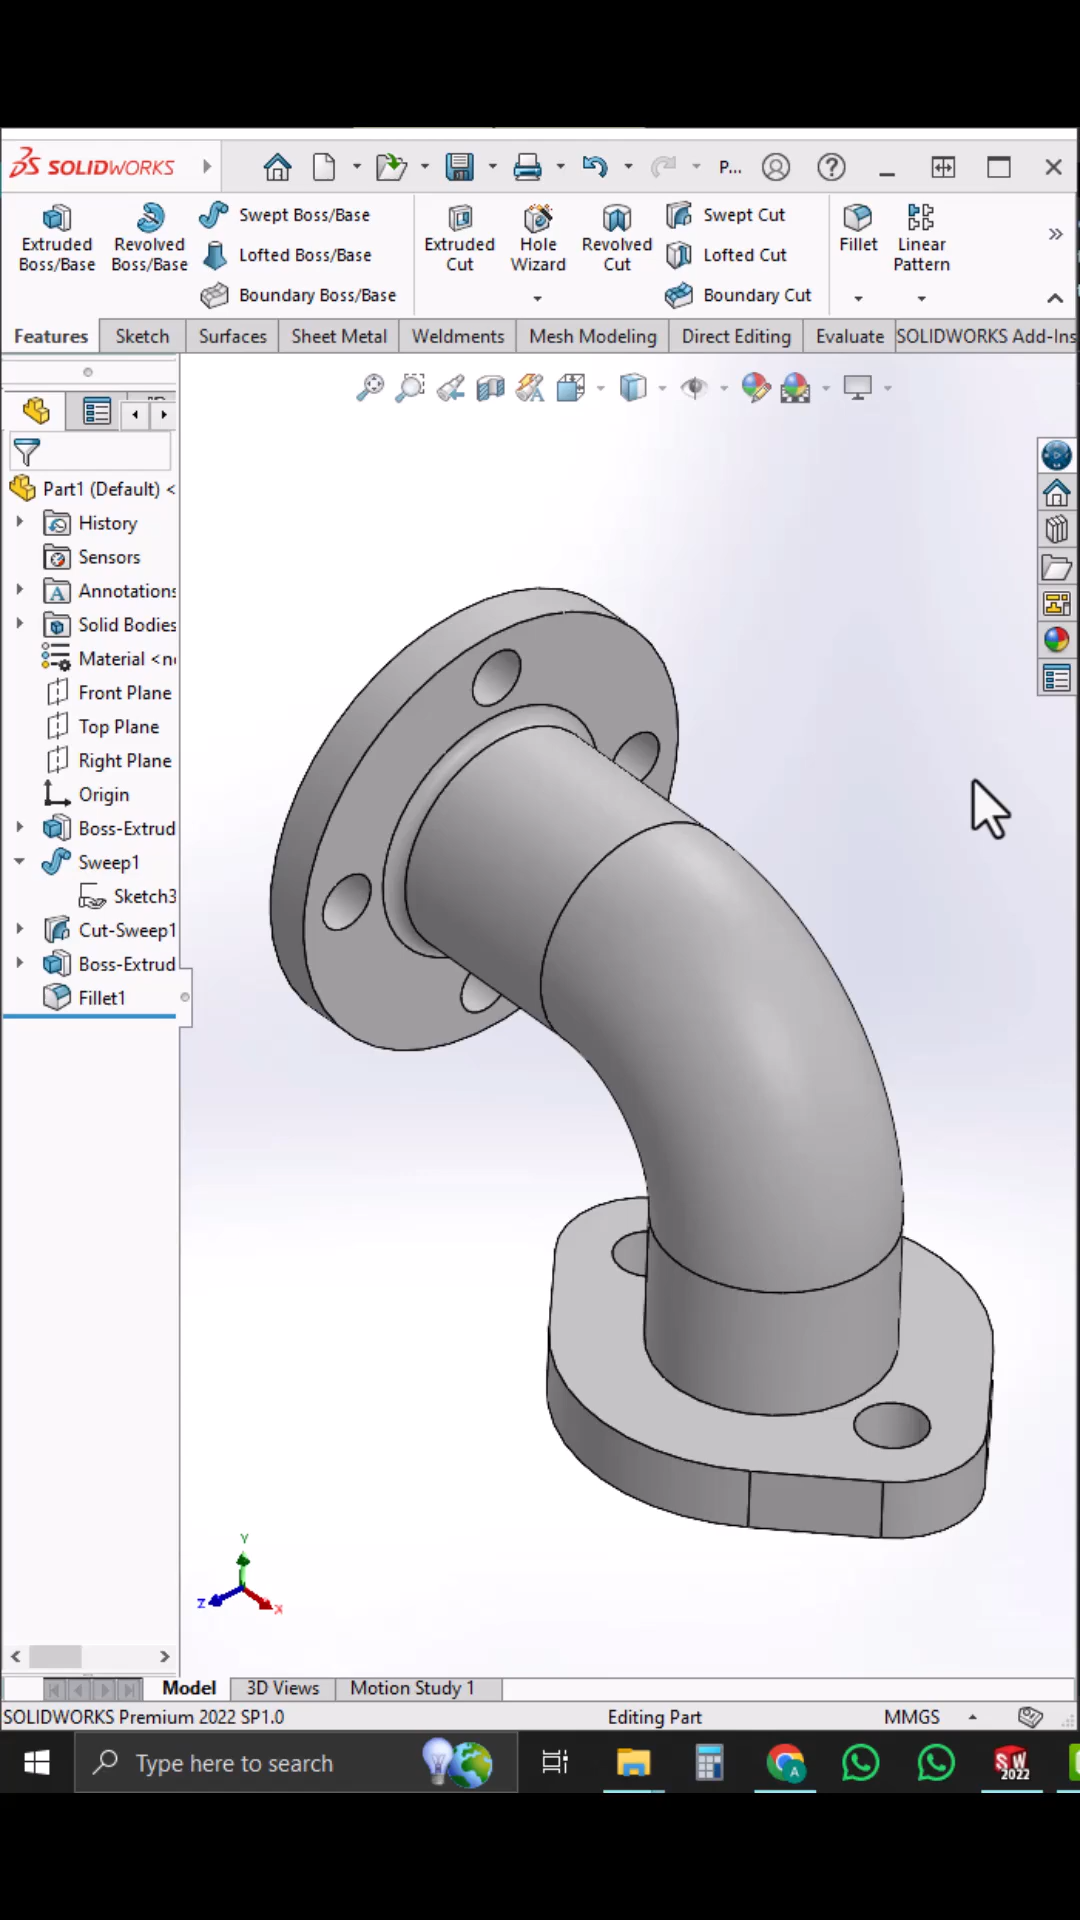 SOLIDWORKS
P...
Extruded Boss/Base
Revolved Boss/Base
Swept Boss/Base
Lofted Boss/Base
Boundary Boss/Base
Extruded Cut
Hole Wizard
Revolved Cut
Swept Cut
Lofted Cut
Boundary Cut
Fillet
Linear Pattern
Features
Sketch
Surfaces
Sheet Metal
Weldments
Mesh Modeling
Direct Editing
Evaluate
SOLIDWORKS Add-Ins
Part1 (Default) <
History
Sensors
Annotations
Solid Bodies
Material <n
Front Plane
Top Plane
Right Plane
Origin
Boss-Extrud
Sweep1
Sketch3
Cut-Sweep1
Boss-Extrud
Fillet1
Y
Z
X
Model
3D Views
Motion Study 1
SOLIDWORKS Premium 2022 SP1.0
Editing Part
MMGS
Type here to search
A
SW
2022